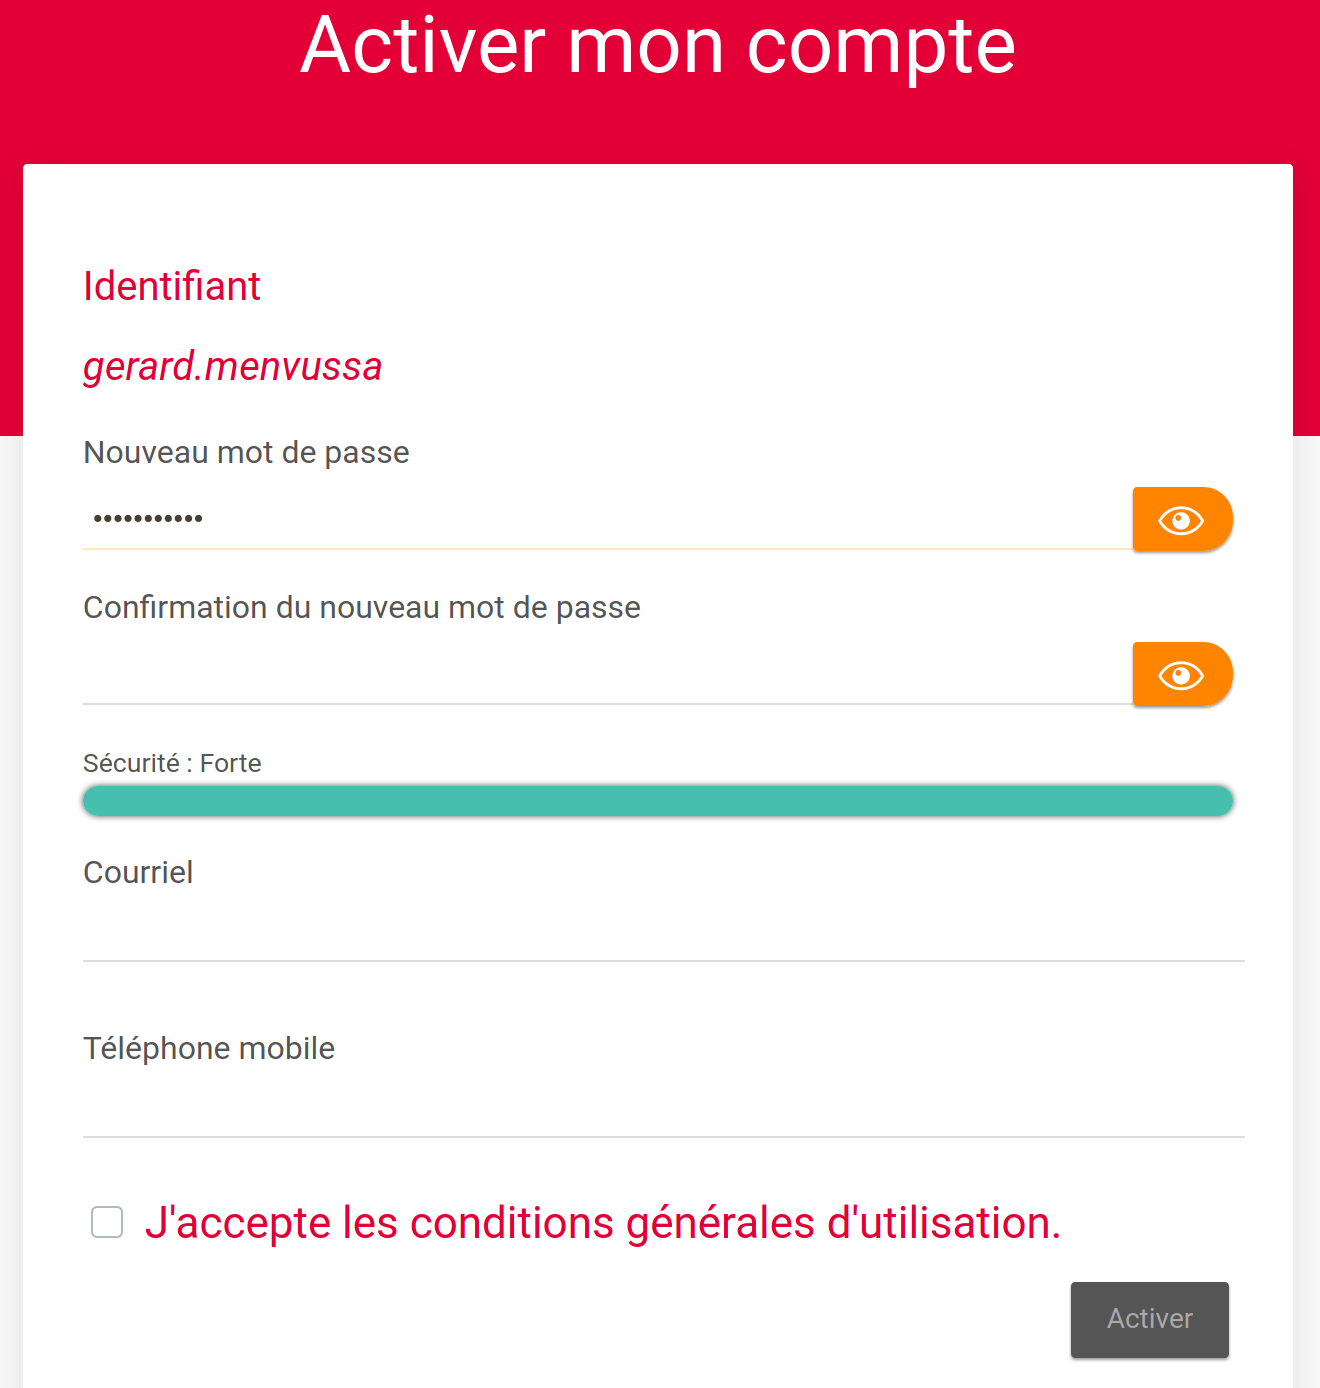 Activer mon compte
Identifiant
gerard.menvussa
Nouveau mot de passe
•••••••••••
Confirmation du nouveau mot de passe
Sécurité : Forte
Courriel
Téléphone mobile
J'accepte les conditions générales d'utilisation.
Activer